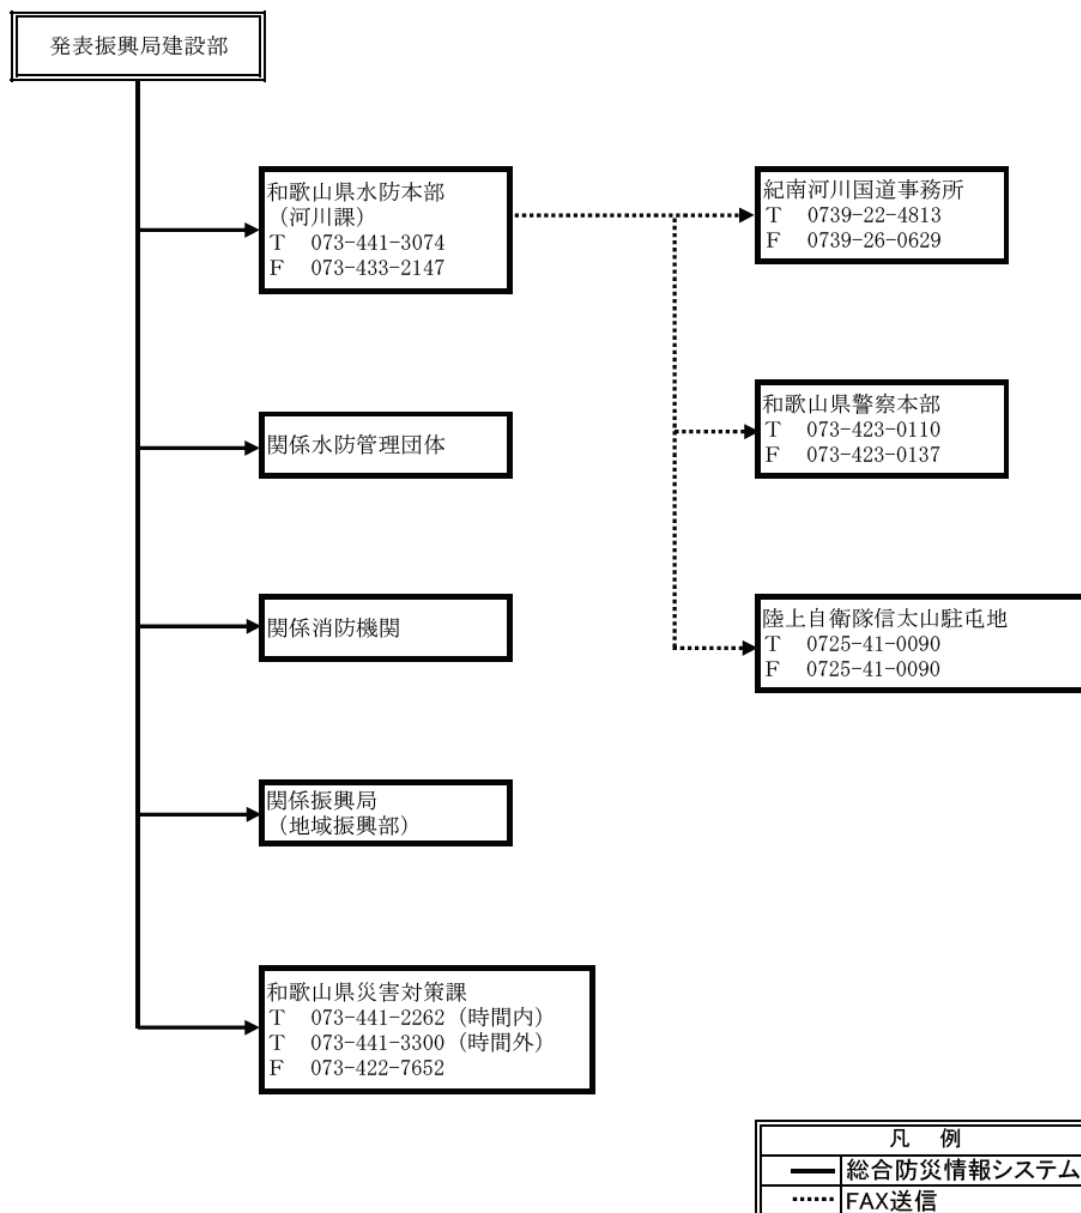 発表振興局建設部
和歌山県水防本部
（河川課）
T 073-441-3074
F 073-433-2147
紀南河川国道事務所
T 0739-22-4813
F 0739-26-0629
和歌山県警察本部
T 073-423-0110
F 073-423-0137
関係水防管理団体
関係消防機関
陸上自衛隊信太山駐屯地
T 0725-41-0090
F 0725-41-0090
関係振興局
（地域振興部）
和歌山県災害対策課
T 073-441-2262（時間内）
T 073-441-3300（時間外）
F 073-422-7652
凡 例
総合防災情報システム
FAX送信